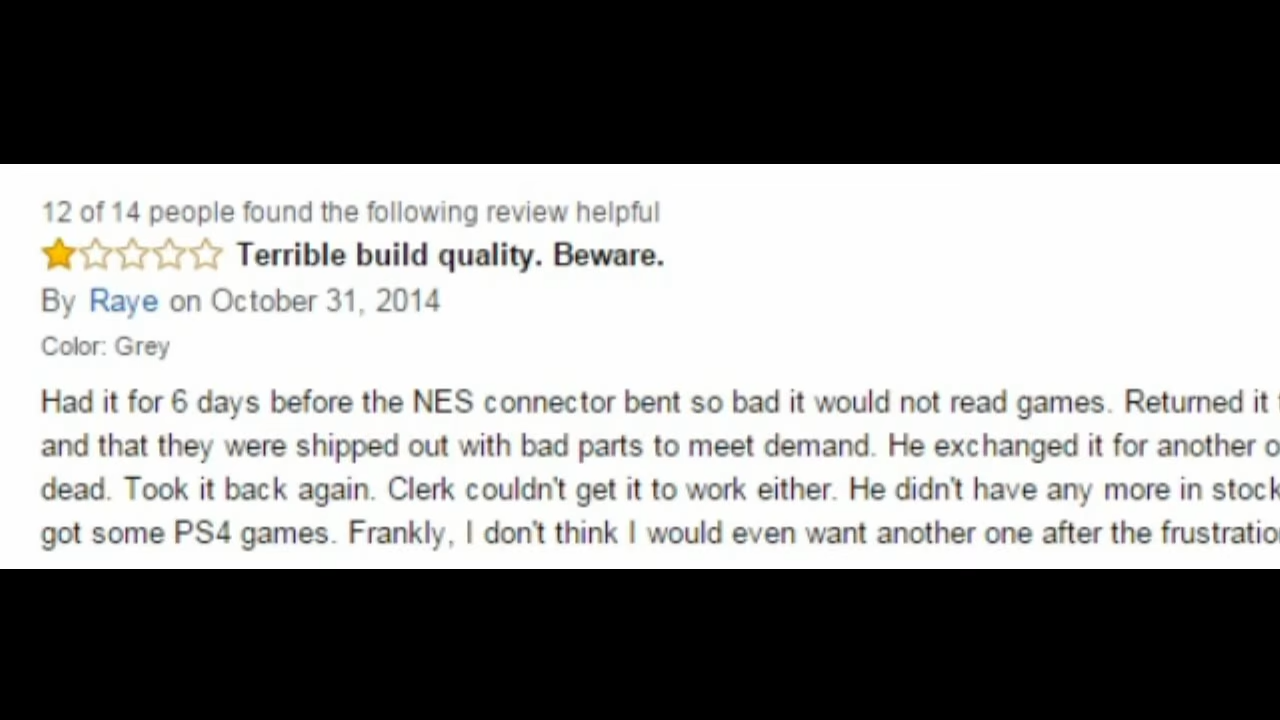 12 of 14 people found the following review helpful
Terrible build quality. Beware.
By Raye on October 31, 2014
Color: Grey
Had it for 6 days before the NES connector bent so bad it would not read games. Returned it
and that they were shipped out with bad parts to meet demand. He exchanged it for another
dead. Took it back again. Clerk couldn't get it to work either. He didn't have any more in stock
got some PS4 games. Frankly, I don't think I would even want another one after the